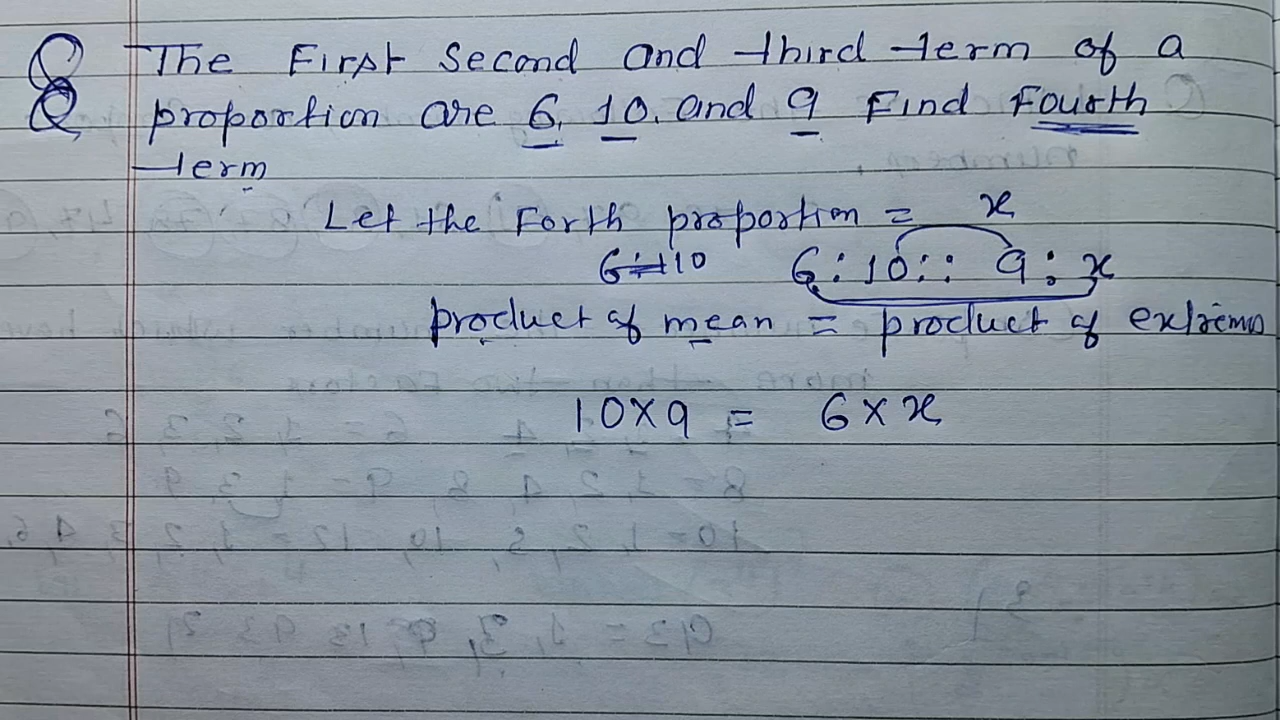 Q The First Second and third term of a
proportion are 6, 10, and 9 Find Fourth
term
Let the Forth proportion = x
6:10 6:10:: 9:x
product of mean = product of extremes
10×9 = 6×x